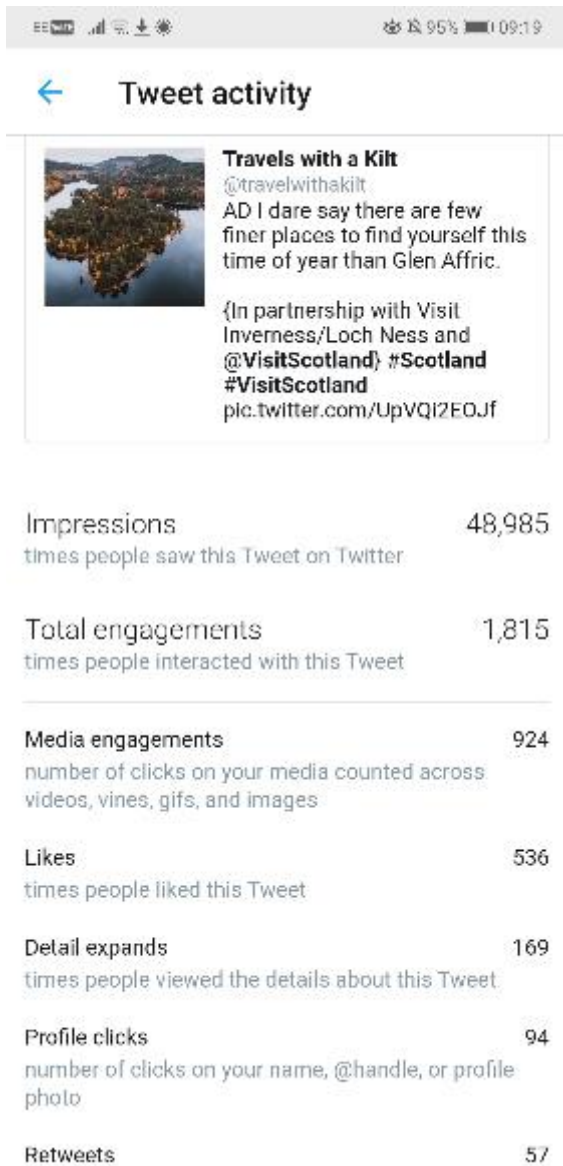 EE VoWiFi
95% 09:19
Tweet activity
Travels with a Kilt
@travelwithakilt
AD I dare say there are few
finer places to find yourself this
time of year than Glen Affric.
{In partnership with Visit
Inverness/Loch Ness and
@VisitScotland} #Scotland
#VisitScotland
pic.twitter.com/UpVQi2EOJf
Impressions 48,985
times people saw this Tweet on Twitter
Total engagements 1,815
times people interacted with this Tweet
Media engagements 924
number of clicks on your media counted across
videos, vines, gifs, and images
Likes 536
times people liked this Tweet
Detail expands 169
times people viewed the details about this Tweet
Profile clicks 94
number of clicks on your name, @handle, or profile
photo
Retweets 57